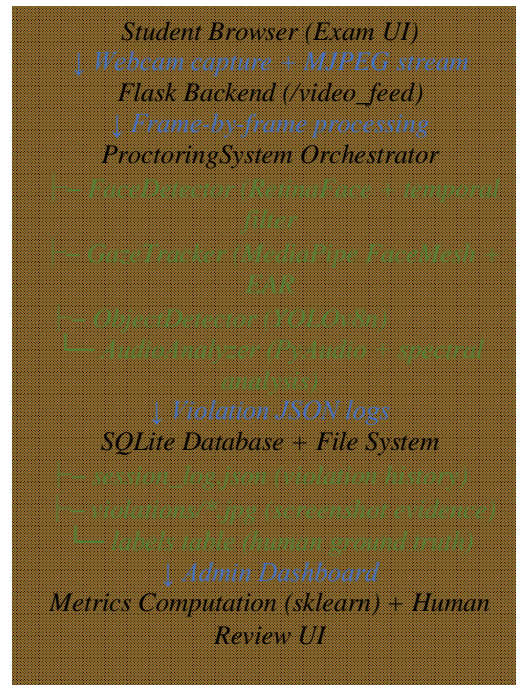 Student Browser (Exam UI)
↓ Webcam capture + MJPEG stream
Flask Backend (/video_feed)
↓ Frame-by-frame processing
ProctoringSystem Orchestrator
├─ FaceDetector (RetinaFace + temporal
filter
├─ GazeTracker (MediaPipe FaceMesh +
EAR
├─ ObjectDetector (YOLOv8n)
└─ AudioAnalyzer (PyAudio + spectral
analysis)
↓ Violation JSON logs
SQLite Database + File System
├─ session_log.json (violation history)
├─ violations/*.jpg (screenshot evidence)
└─ labels table (human ground truth)
↓ Admin Dashboard
Metrics Computation (sklearn) + Human
Review UI